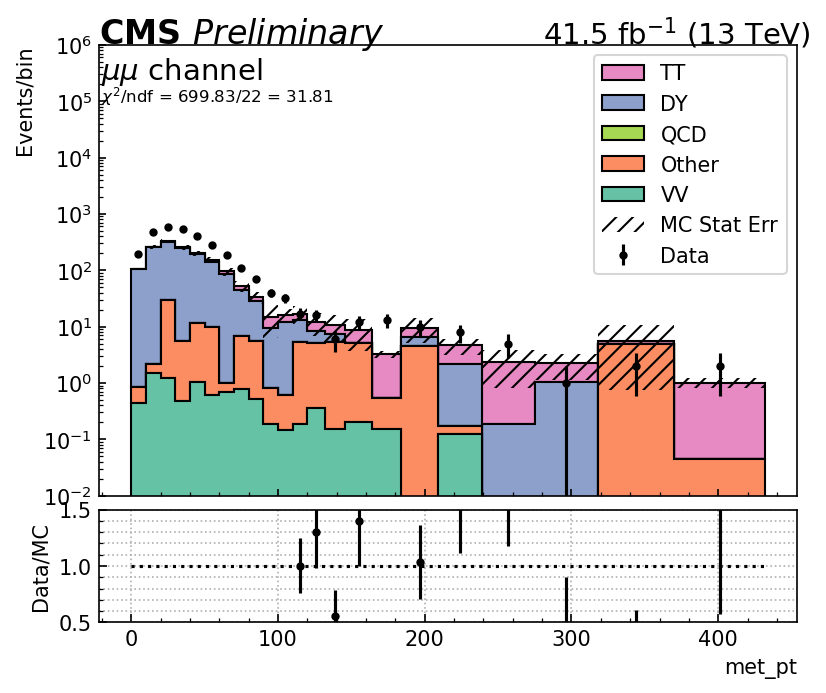 CMS Preliminary 41.5 fb⁻¹ (13 TeV)
μμ channel
χ²/ndf = 699.83/22 = 31.81
Events/bin
10⁶
10⁵
10⁴
10³
10²
10¹
10⁰
10⁻¹
10⁻²
TT
DY
QCD
Other
VV
MC Stat Err
Data
Data/MC
1.5
1.0
0.5
0 100 200 300 400
met_pt